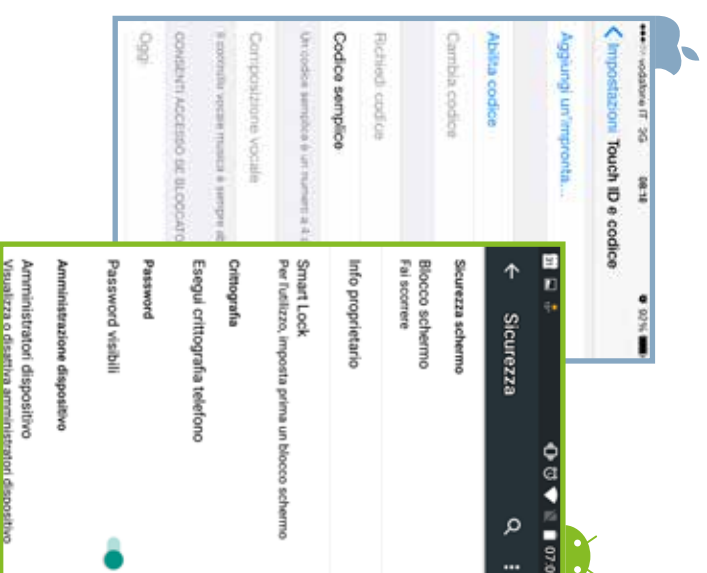 vodafone IT 3G 08:18 92%
Impostazioni Touch ID e codice
Aggiungi un'impronta...
Abilita codice
Cambia codice
Richiedi codice
Codice semplice
Un codice semplice è un numero a 4
Composizione vocale
Il controllo vocale musica è sempre
CONSENTI ACCESSO SE BLOCCATO
Oggi
31 07:0
Sicurezza
Sicurezza schermo
Blocco schermo
Fai scorrere
Info proprietario
Smart Lock
Per l'utilizzo, imposta prima un blocco schermo
Crittografia
Esegui crittografia telefono
Password
Password visibili
Amministrazione dispositivo
Amministratori dispositivo
Visualizza o disattiva amministratori dispositivo